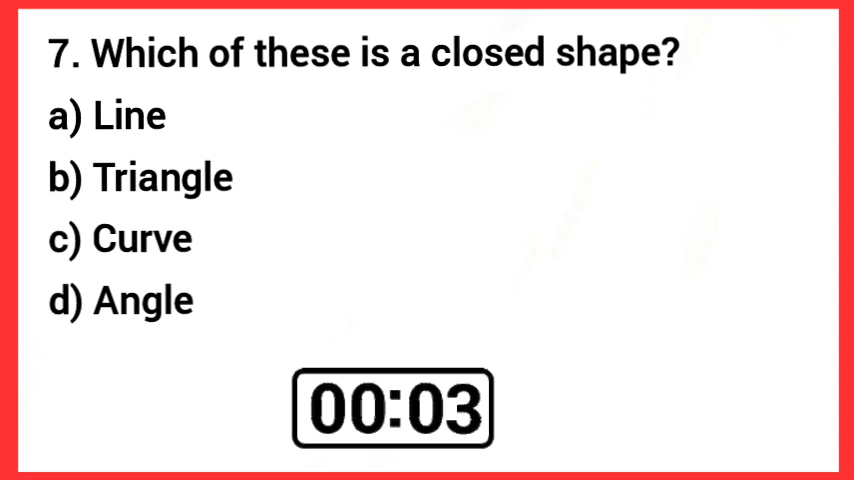 7. Which of these is a closed shape?
a) Line
b) Triangle
c) Curve
d) Angle
00:03